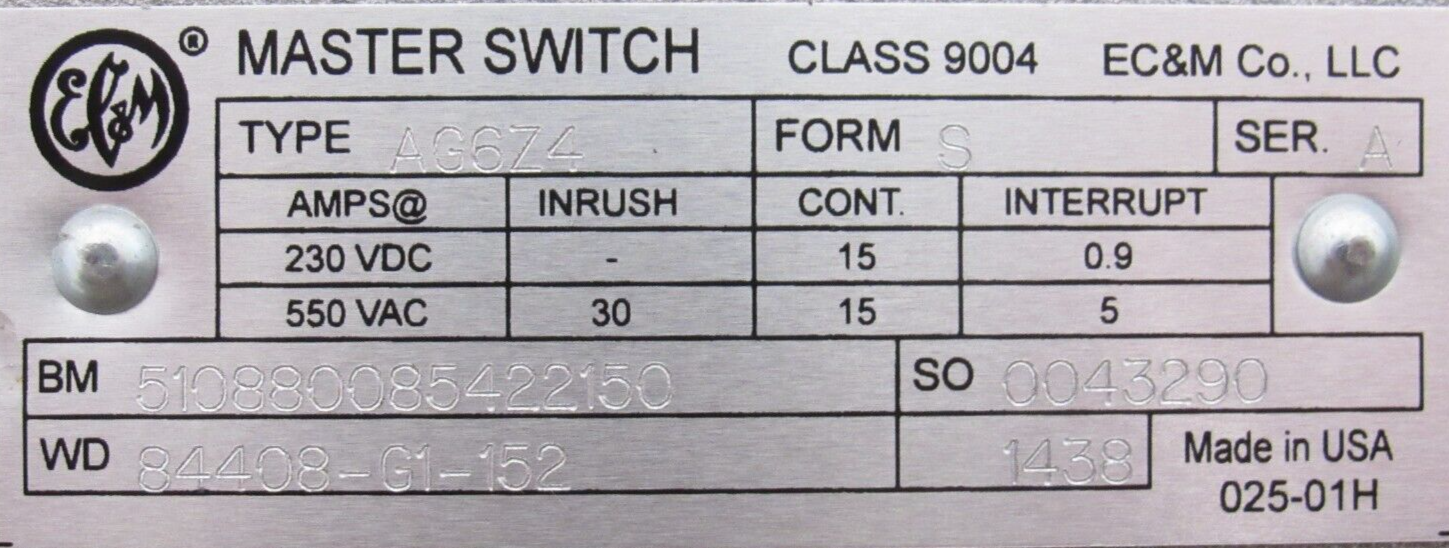 EC&M ® MASTER SWITCH CLASS 9004 EC&M Co., LLC
TYPE AG6Z4 FORM S SER. A
AMPS@ INRUSH CONT. INTERRUPT
230 VDC - 15 0.9
550 VAC 30 15 5
BM 510880085422150 SO 0043290
WD 84408-G1-152 1438 Made in USA
025-01H